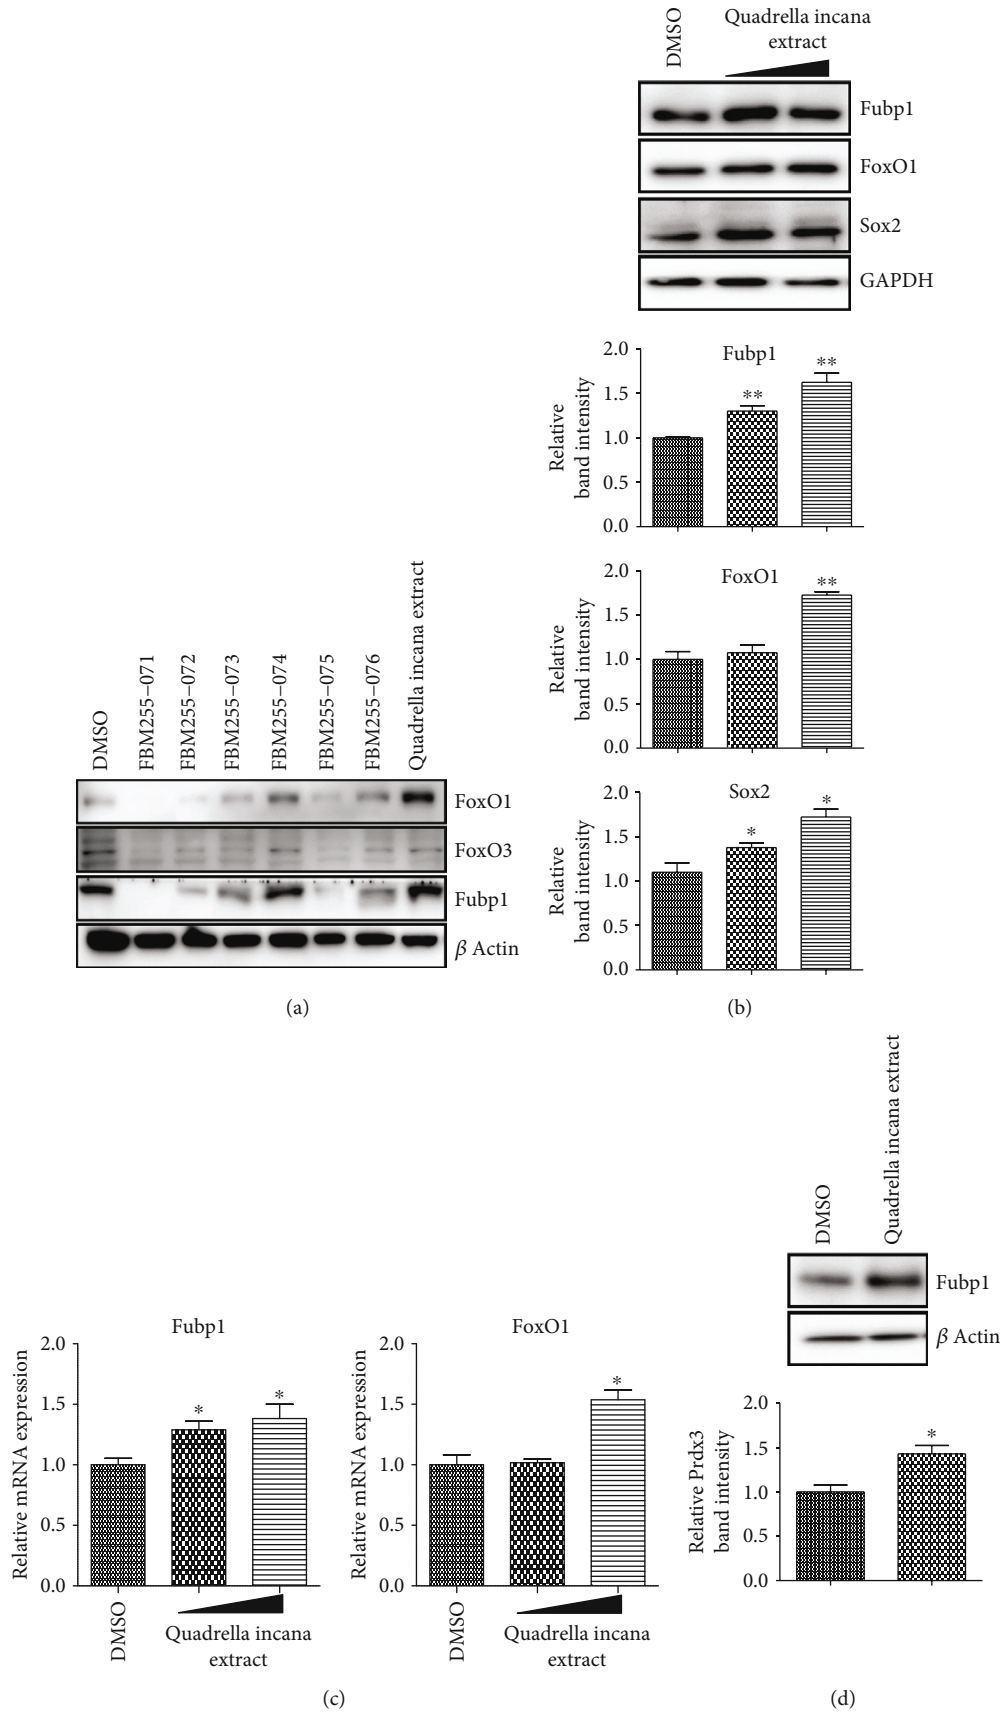 DMSO
FBM255–071
FBM255–072
FBM255–073
FBM255–074
FBM255–075
FBM255–076
Quadrella incana extract
FoxO1
FoxO3
Fubp1
β Actin
(a)
DMSO
Quadrella incana
extract
Fubp1
FoxO1
Sox2
GAPDH
Fubp1
Relative
band intensity
2.0
1.5
1.0
0.5
0.0
**
**
FoxO1
Relative
band intensity
2.0
1.5
1.0
0.5
0.0
**
Sox2
Relative
band intensity
2.0
1.5
1.0
0.5
0.0
*
*
(b)
Fubp1
Relative mRNA expression
2.0
1.5
1.0
0.5
0.0
*
*
DMSO
Quadrella incana
extract
FoxO1
Relative mRNA expression
2.0
1.5
1.0
0.5
0.0
*
DMSO
Quadrella incana
extract
(c)
DMSO
Quadrella incana extract
Fubp1
β Actin
Relative Prdx3
band intensity
2.0
1.5
1.0
0.5
0.0
*
(d)